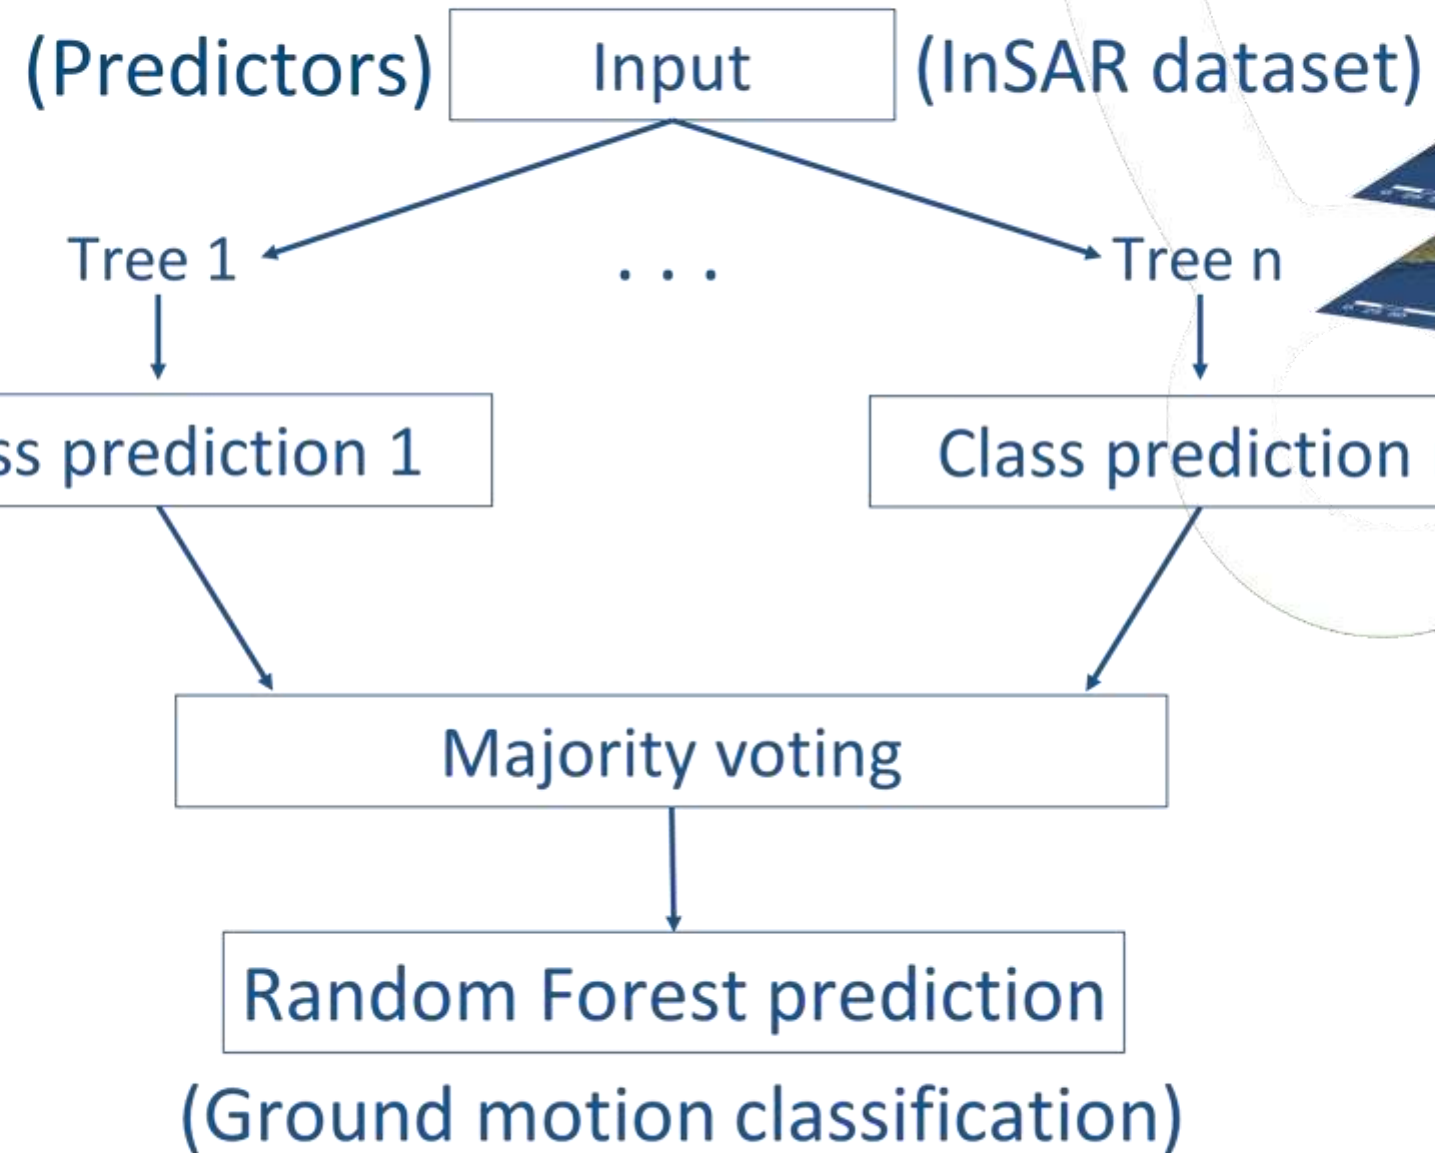 (Predictors) Input (InSAR dataset)
Tree 1 . . . Tree n
ss prediction 1 Class prediction
Majority voting
Random Forest prediction
(Ground motion classification)